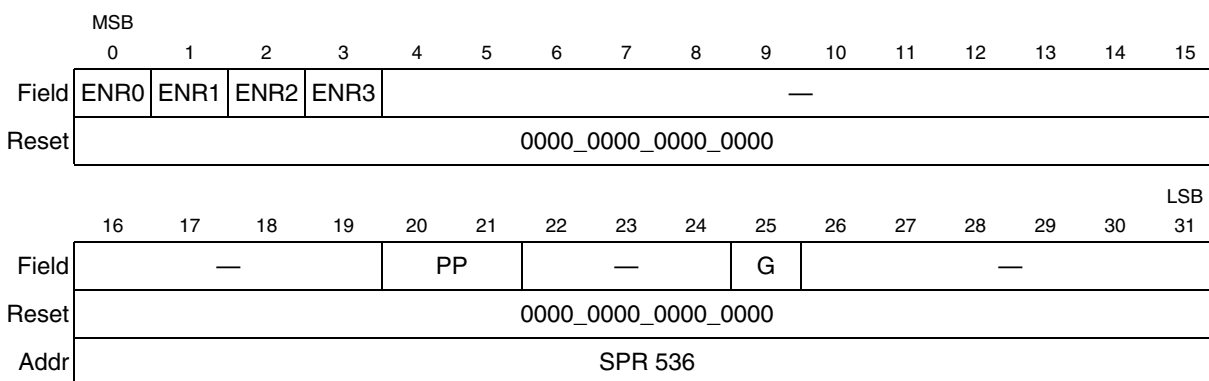 MSB
0 1 2 3 4 5 6 7 8 9 10 11 12 13 14 15
Field ENR0 ENR1 ENR2 ENR3 —
Reset 0000_0000_0000_0000
LSB
16 17 18 19 20 21 22 23 24 25 26 27 28 29 30 31
Field — PP — G —
Reset 0000_0000_0000_0000
Addr SPR 536